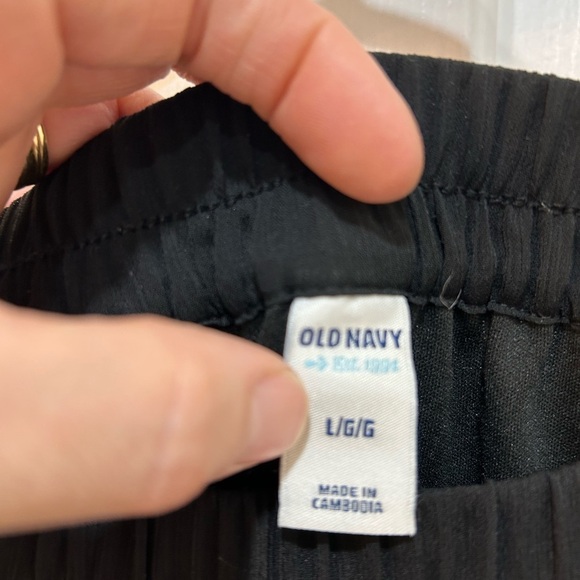 OLD NAVY
Est. 1994
L/G/G
MADE IN
CAMBODIA